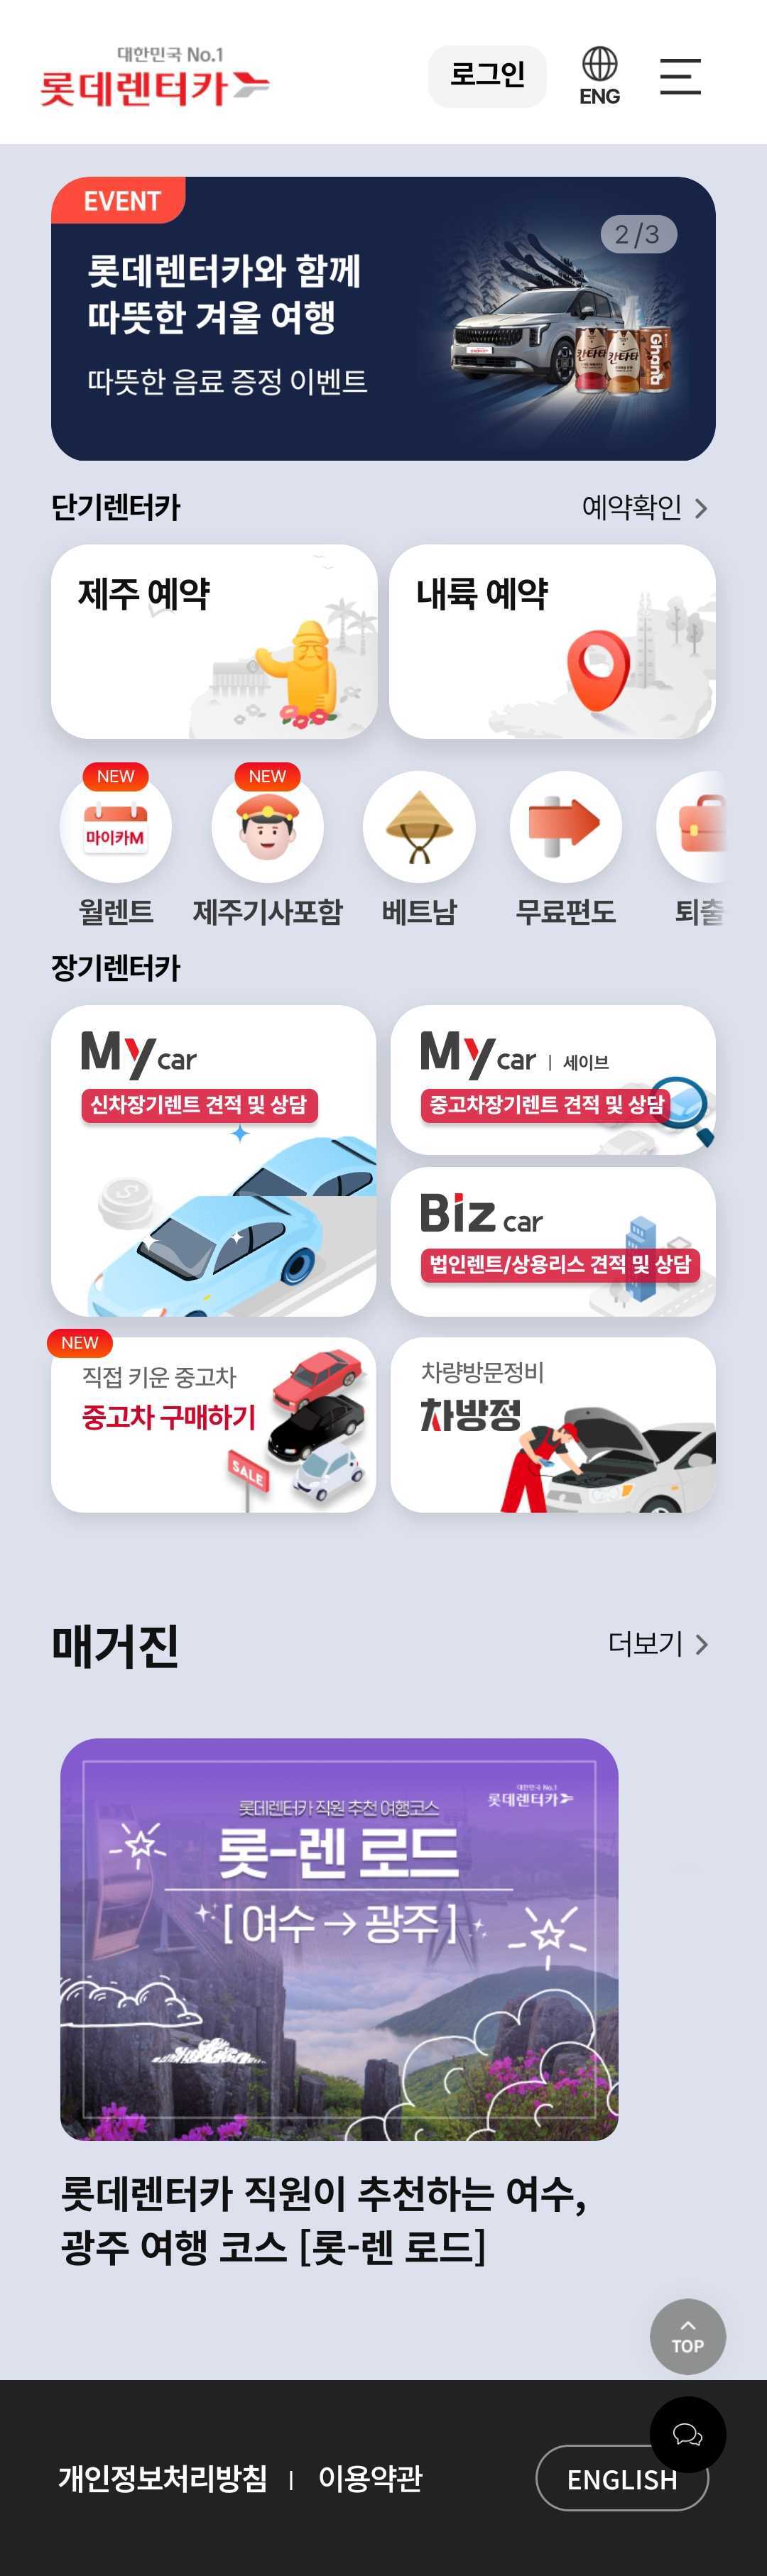 대한민국 No.1
롯데렌터카
로그인
ENG
EVENT
2/3
롯데렌터카와 함께
따뜻한 겨울 여행
따뜻한 음료 증정 이벤트
칸타타
칸타타
Ghana
단기렌터카
예약확인
제주 예약
내륙 예약
NEW
NEW
마이카M
월렌트
제주기사포함
베트남
무료편도
퇴출
장기렌터카
My car
신차장기렌트 견적 및 상담
My car | 세이브
중고차장기렌트 견적 및 상담
Biz car
법인렌트/상용리스 견적 및 상담
NEW
직접 키운 중고차
중고차 구매하기
SALE
차량방문정비
차방정
매거진
더보기
대한민국 No.1
롯데렌터카
롯데렌터카 직원 추천 여행코스
롯-렌 로드
[여수→광주]
롯데렌터카 직원이 추천하는 여수,
광주 여행 코스 [롯-렌 로드]
TOP
개인정보처리방침 | 이용약관
ENGLISH